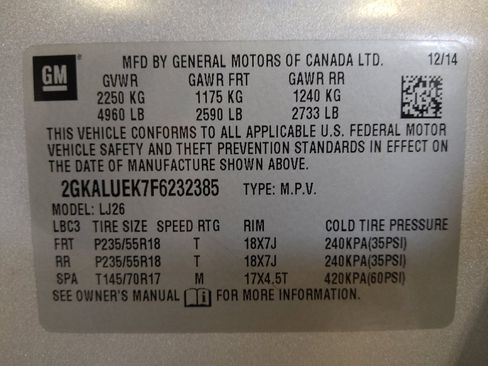 GM
MFD BY GENERAL MOTORS OF CANADA LTD. 12/14
GVWR GAWR FRT GAWR RR
2250 KG 1175 KG 1240 KG
4960 LB 2590 LB 2733 LB
THIS VEHICLE CONFORMS TO ALL APPLICABLE U.S. FEDERAL MOTOR
VEHICLE SAFETY AND THEFT PREVENTION STANDARDS IN EFFECT ON
THE DATE OF MANUFACTURE SHOWN ABOVE.
2GKALUEK7F6232385 TYPE: M.P.V.
MODEL: LJ26
LBC3 TIRE SIZE SPEED RTG RIM COLD TIRE PRESSURE
FRT P235/55R18 T 18X7J 240KPA(35PSI)
RR P235/55R18 T 18X7J 240KPA(35PSI)
SPA T145/70R17 M 17X4.5T 420KPA(60PSI)
SEE OWNER'S MANUAL FOR MORE INFORMATION.